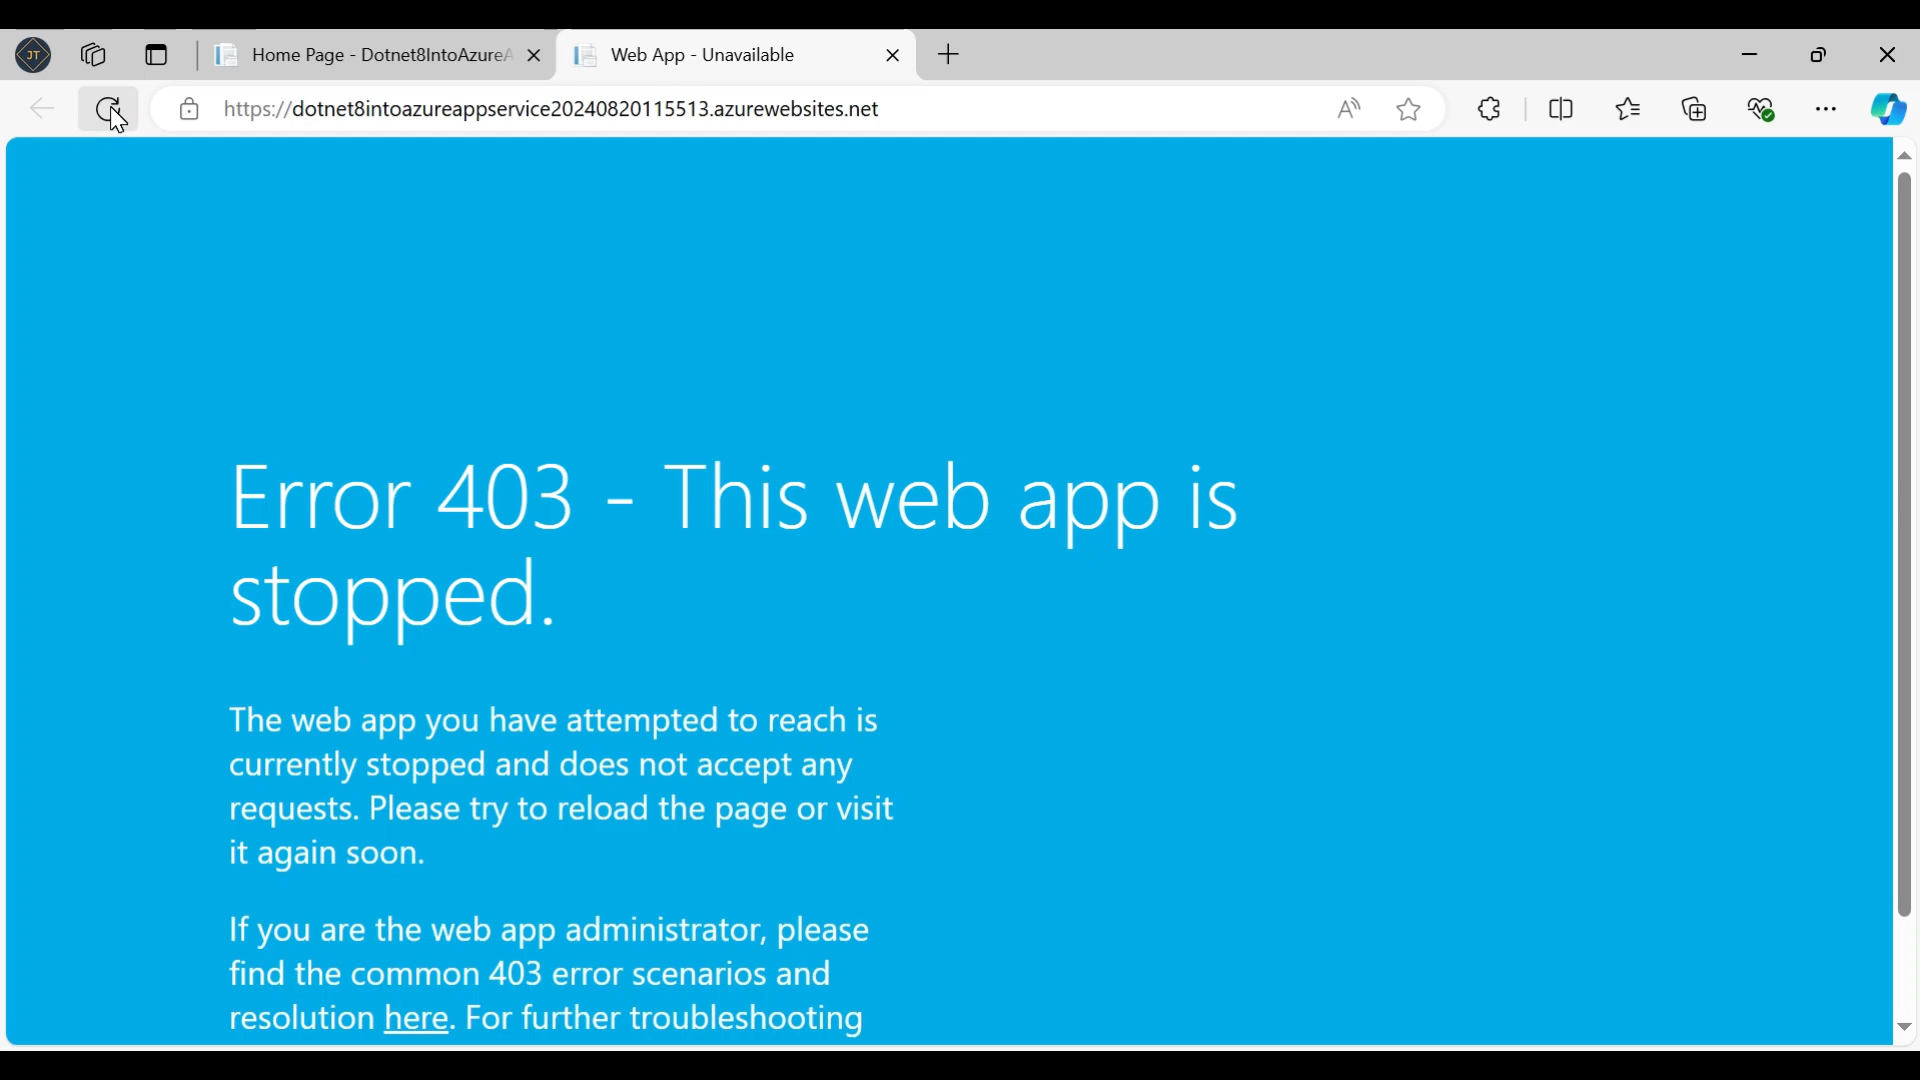 JT
Home Page - Dotnet8IntoAzureA
Web App - Unavailable
https://dotnet8intoazureappservice20240820115513.azurewebsites.net
Error 403 - This web app is
stopped.
The web app you have attempted to reach is
currently stopped and does not accept any
requests. Please try to reload the page or visit
it again soon.
If you are the web app administrator, please
find the common 403 error scenarios and
resolution here. For further troubleshooting